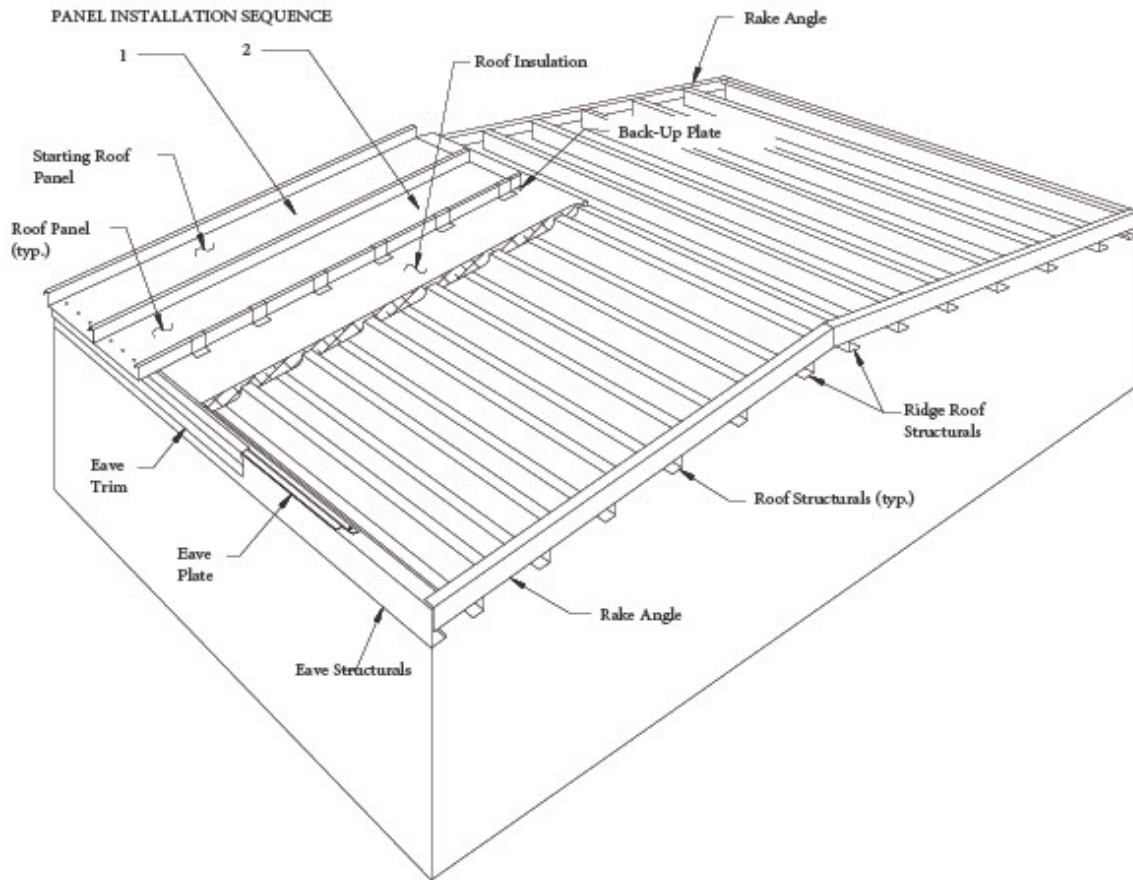 PANEL INSTALLATION SEQUENCE
1
2
Rake Angle
Roof Insulation
Back-Up Plate
Starting Roof
Panel
Roof Panel
(typ.)
Ridge Roof
Structurals
Eave
Trim
Roof Structurals (typ.)
Eave
Plate
Rake Angle
Eave Structurals